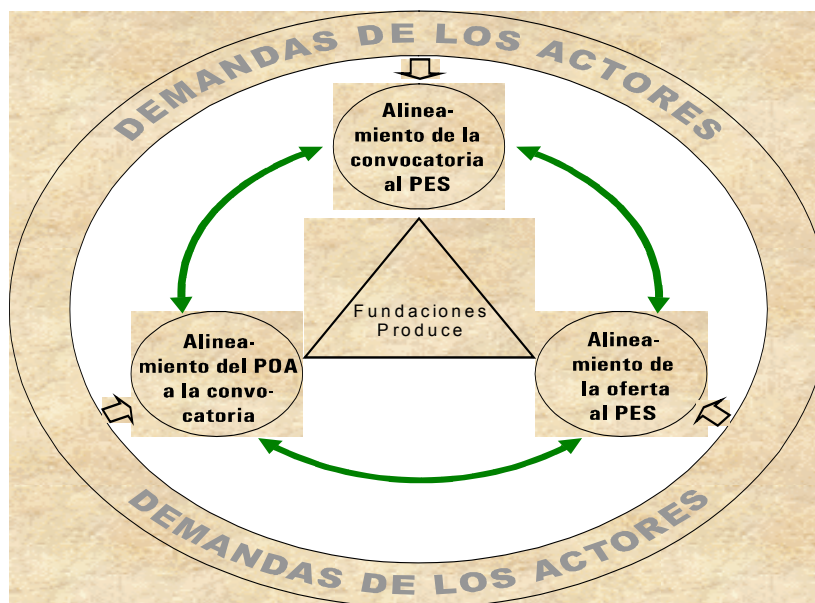 DEMANDAS DE LOS ACTORES
Alinea-
miento de la
convocatoria
al PES
Fundaciones
Produce
Alinea-
miento del POA
a la convo-
catoria
Alinea-
miento de
la oferta
al PES
DEMANDAS DE LOS ACTORES